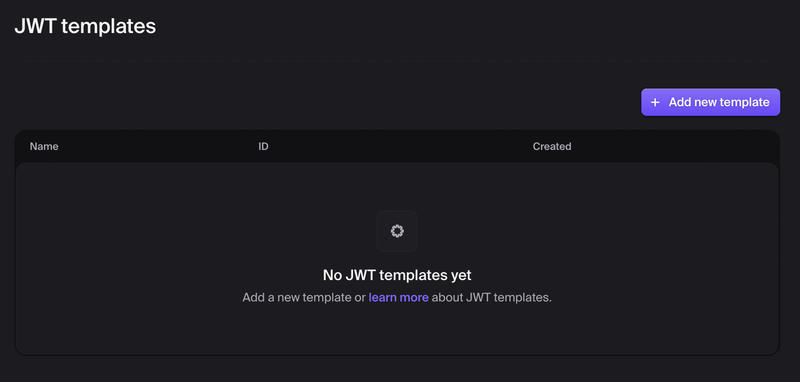 JWT templates
+ Add new template
Name ID Created
No JWT templates yet
Add a new template or learn more about JWT templates.